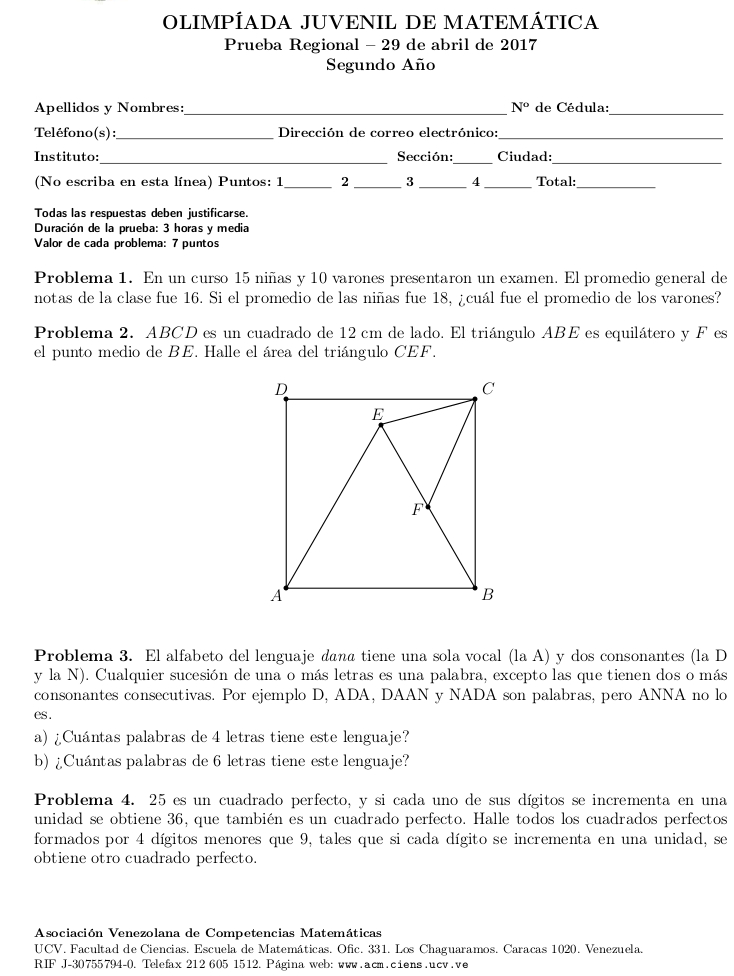 OLIMPÍADA JUVENIL DE MATEMÁTICA
Prueba Regional – 29 de abril de 2017
Segundo Año
Apellidos y Nombres:_____ Nº de Cédula:_____
Teléfono(s):_____ Dirección de correo electrónico:_____
Instituto:_____ Sección:_____ Ciudad:_____
(No escriba en esta línea) Puntos: 1_____ 2 _____ 3 _____ 4 _____ Total:_____
Todas las respuestas deben justificarse.
Duración de la prueba: 3 horas y media
Valor de cada problema: 7 puntos
Problema 1. En un curso 15 niñas y 10 varones presentaron un examen. El promedio general de
notas de la clase fue 16. Si el promedio de las niñas fue 18, ¿cuál fue el promedio de los varones?
Problema 2. ABCD es un cuadrado de 12 cm de lado. El triángulo ABE es equilátero y F es
el punto medio de BE. Halle el área del triángulo CEF.
D
C
E
F
A
B
Problema 3. El alfabeto del lenguaje dana tiene una sola vocal (la A) y dos consonantes (la D
y la N). Cualquier sucesión de una o más letras es una palabra, excepto las que tienen dos o más
consonantes consecutivas. Por ejemplo D, ADA, DAAN y NADA son palabras, pero ANNA no lo
es.
a) ¿Cuántas palabras de 4 letras tiene este lenguaje?
b) ¿Cuántas palabras de 6 letras tiene este lenguaje?
Problema 4. 25 es un cuadrado perfecto, y si cada uno de sus dígitos se incrementa en una
unidad se obtiene 36, que también es un cuadrado perfecto. Halle todos los cuadrados perfectos
formados por 4 dígitos menores que 9, tales que si cada dígito se incrementa en una unidad, se
obtiene otro cuadrado perfecto.
Asociación Venezolana de Competencias Matemáticas
UCV. Facultad de Ciencias. Escuela de Matemáticas. Ofic. 331. Los Chaguaramos. Caracas 1020. Venezuela.
RIF J-30755794-0. Telefax 212 605 1512. Página web: www.acm.ciens.ucv.ve